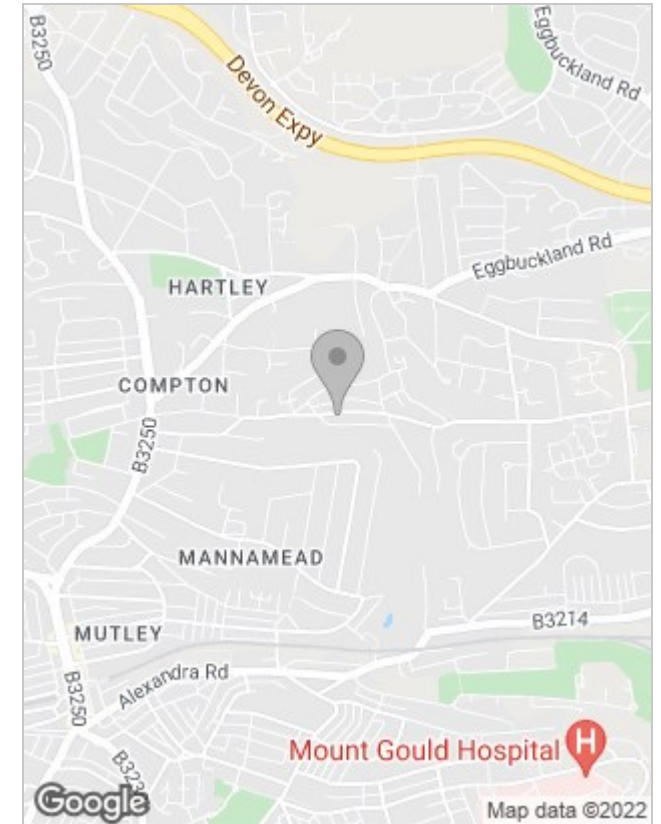 B3250
Eggbuckland Rd
Devon Expy
Eggbuckland Rd
HARTLEY
COMPTON
B3250
MANNAMEAD
B3214
MUTLEY
Alexandra Rd
B3250
Mount Gould Hospital H
Google
Map data ©2022